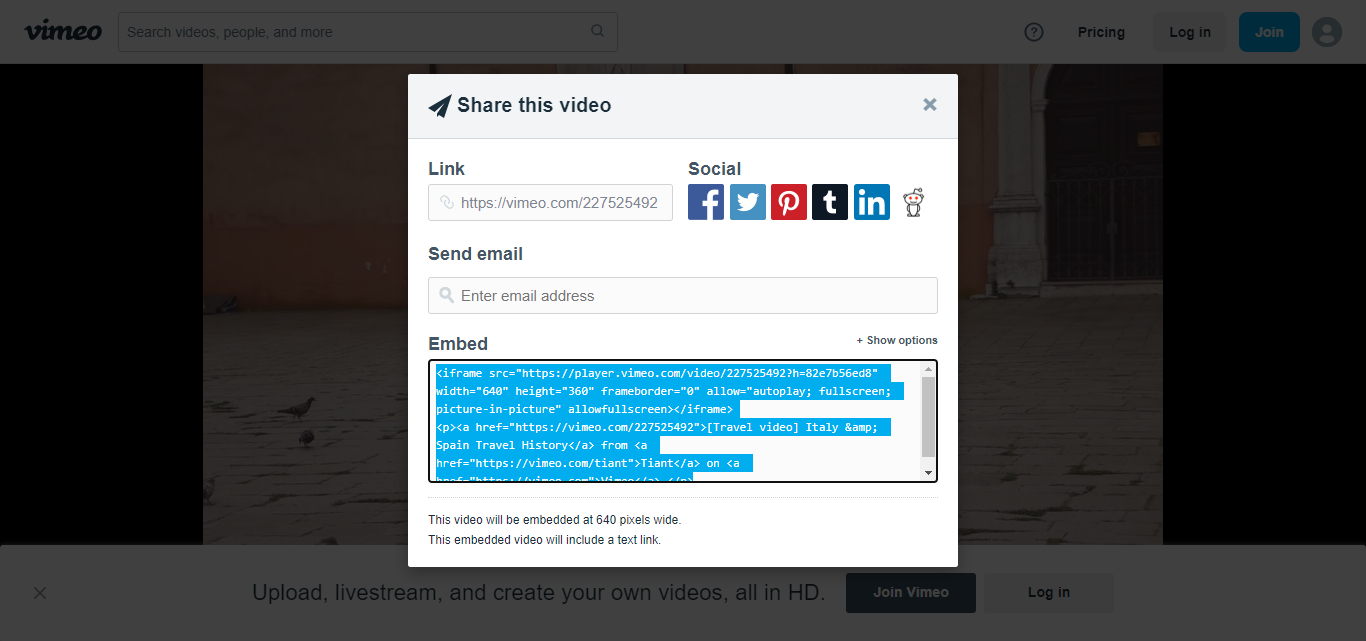 vimeo
Search videos, people, and more
Pricing
Log in
Join
Share this video
Link
Social
https://vimeo.com/227525492
Send email
Enter email address
Embed
+ Show options
<iframe src="https://player.vimeo.com/video/227525492?h=82e7b56ed8"
width="640" height="360" frameborder="0" allow="autoplay; fullscreen;
picture-in-picture" allowfullscreen></iframe>
<p><a href="https://vimeo.com/227525492">[Travel video] Italy &amp;
Spain Travel History</a> from <a
href="https://vimeo.com/tiant">Tiant</a> on <a
href="https://vimeo.com">Vimeo</a>.</p>
This video will be embedded at 640 pixels wide.
This embedded video will include a text link.
Upload, livestream, and create your own videos, all in HD.
Join Vimeo
Log in